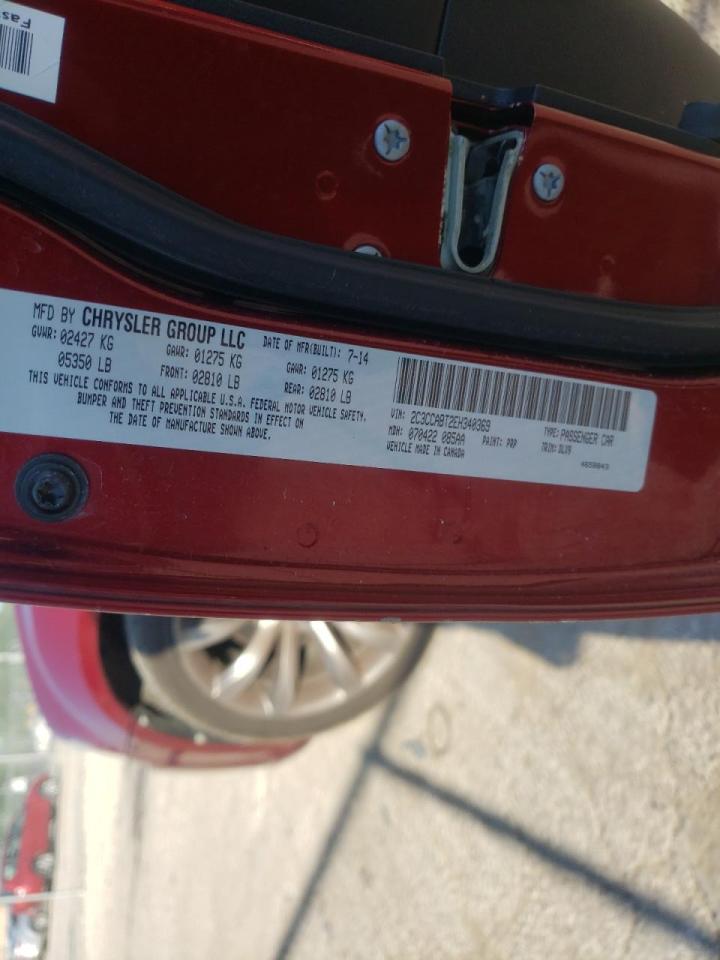 Fas
MFD BY CHRYSLER GROUP LLC
DATE OF MFR(BUILT): 7-14
GVWR: 02427 KG
GAWR: 01275 KG
GAWR: 01275 KG
05350 LB
FRONT: 02810 LB
REAR: 02810 LB
THIS VEHICLE CONFORMS TO ALL APPLICABLE U.S.A. FEDERAL MOTOR VEHICLE SAFETY,
BUMPER AND THEFT PREVENTION STANDARDS IN EFFECT ON
THE DATE OF MANUFACTURE SHOWN ABOVE.
VIN: 2C3CCABT2EH340369
TYPE: PASSENGER CAR
MDH: 070422 085AA
PAINT: PRP
TRIM: DLX9
VEHICLE MADE IN CANADA